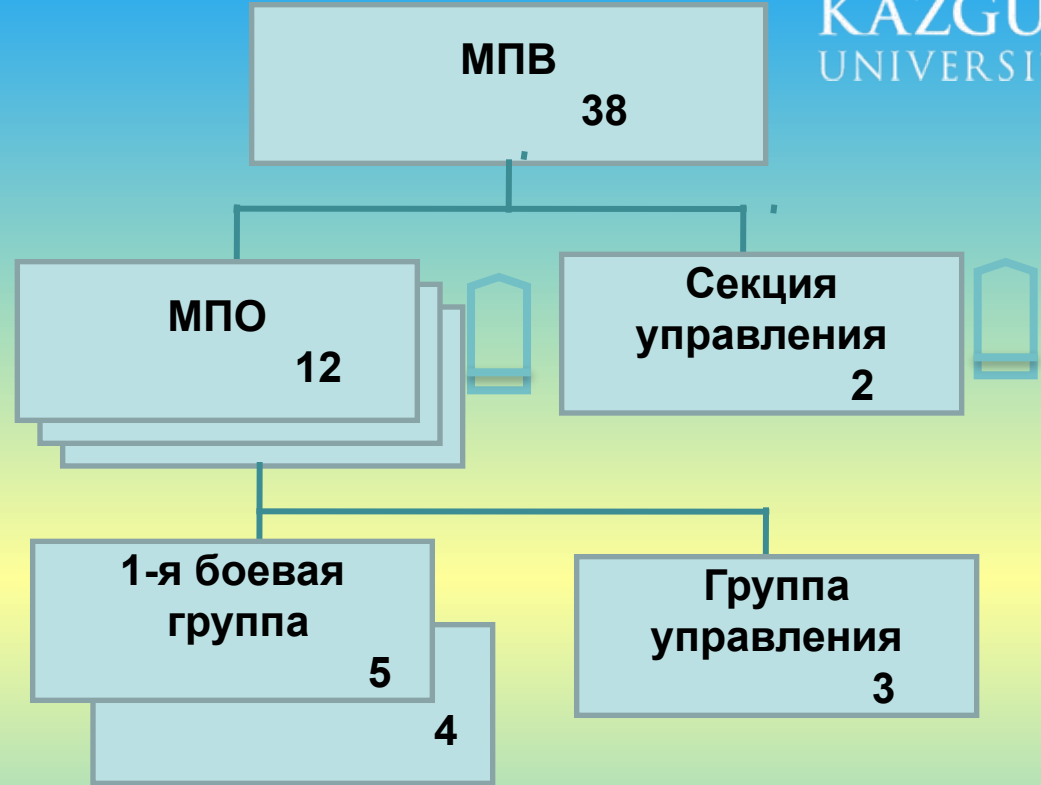 KAZGU
UNIVERSI
МПВ
38
МПО
12
Секция
управления
2
1-я боевая
группа
5
4
Группа
управления
3